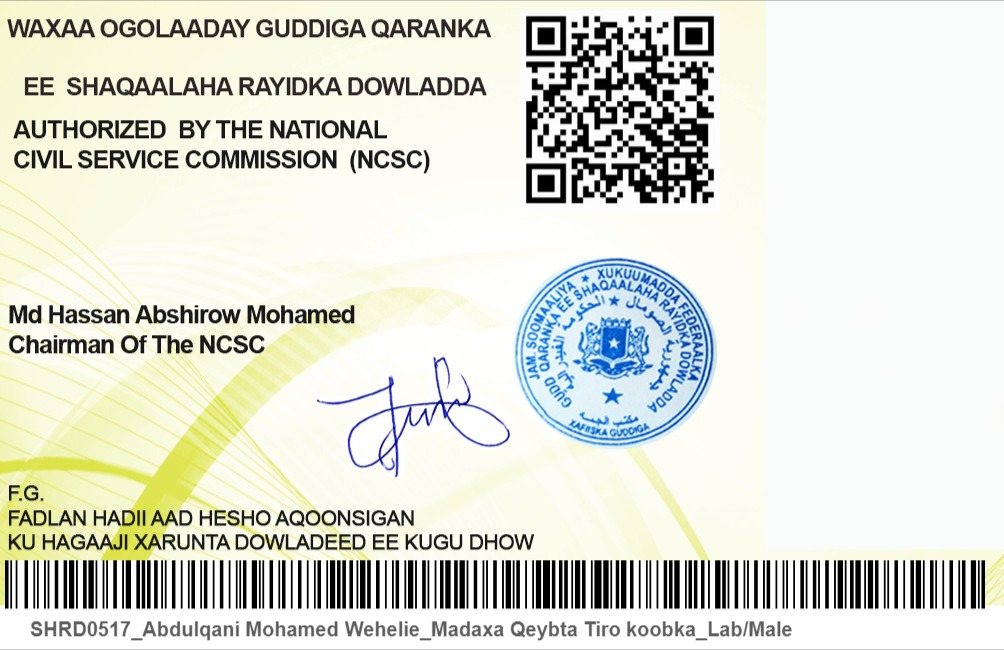 WAXAA OGOLAADAY GUDDIGA QARANKA
EE SHAQAALAHA RAYIDKA DOWLADDA
AUTHORIZED BY THE NATIONAL
CIVIL SERVICE COMMISSION (NCSC)
Md Hassan Abshirow Mohamed
Chairman Of The NCSC
JAM. SOOMAALIYA ★ XUKUUMADDA FEDERAALKA
GUDD QARANKA EE SHAQAALAHA RAYIDKA DOWLADDA
XAFIISKA GUDDIGA
F.G.
FADLAN HADII AAD HESHO AQOONSIGAN
KU HAGAAJI XARUNTA DOWLADEED EE KUGU DHOW
SHRD0517_Abdulqani Mohamed Wehelie_Madaxa Qeybta Tiro koobka_Lab/Male